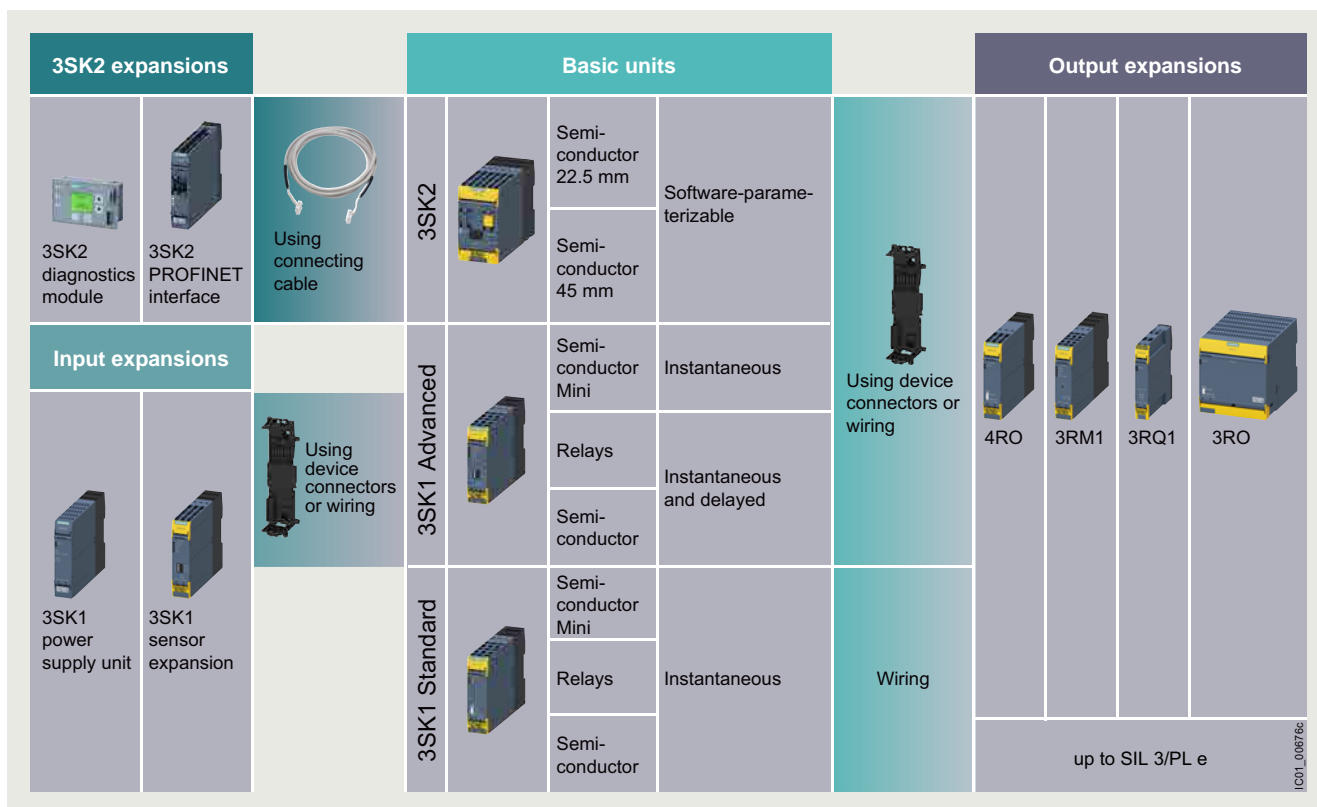 3SK2 expansions
Basic units
Output expansions
3SK2
diagnostics
module
3SK2
PROFINET
interface
Using
connecting
cable
3SK2
Semi-
conductor
22.5 mm
Semi-
conductor
45 mm
Software-parame-
terizable
Input expansions
3SK1
power
supply unit
3SK1
sensor
expansion
Using
device
connectors
or wiring
3SK1 Advanced
Semi-
conductor
Mini
Instantaneous
Relays
Semi-
conductor
Instantaneous
and delayed
3SK1 Standard
Semi-
conductor
Mini
Relays
Semi-
conductor
Instantaneous
Using device
connectors or
wiring
Wiring
4RO
3RM1
3RQ1
3RO
up to SIL 3/PL e
IC01_00676c